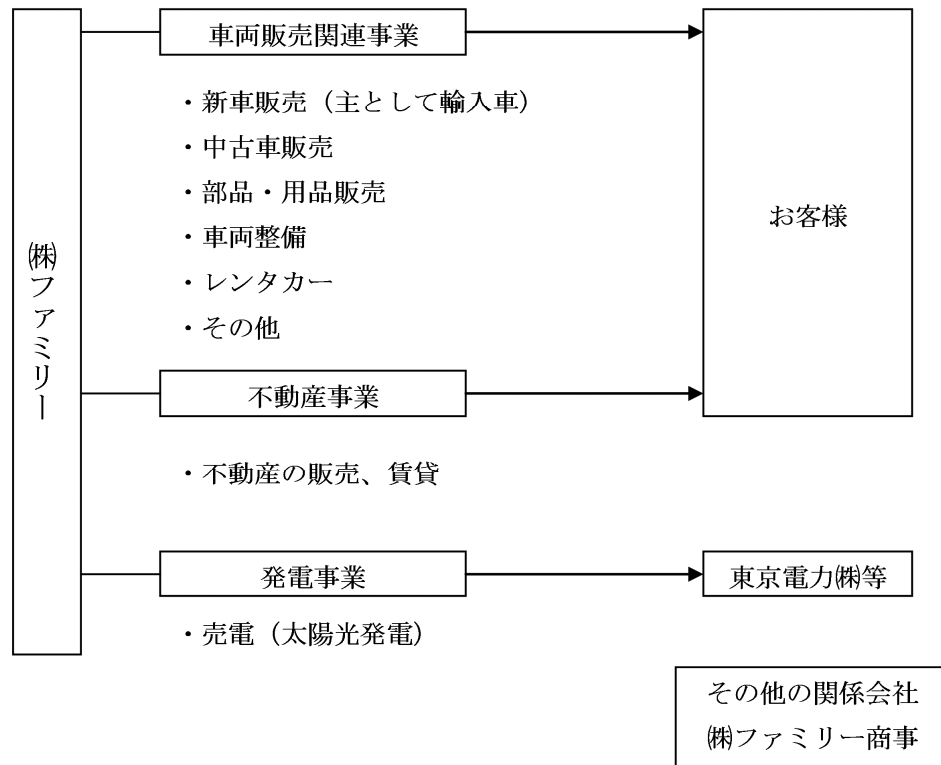 ㈱ファミリー
車両販売関連事業
・新車販売（主として輸入車）
・中古車販売
・部品・用品販売
・車両整備
・レンタカー
・その他
お客様
不動産事業
・不動産の販売、賃貸
発電事業
東京電力㈱等
・売電（太陽光発電）
その他の関係会社
㈱ファミリー商事